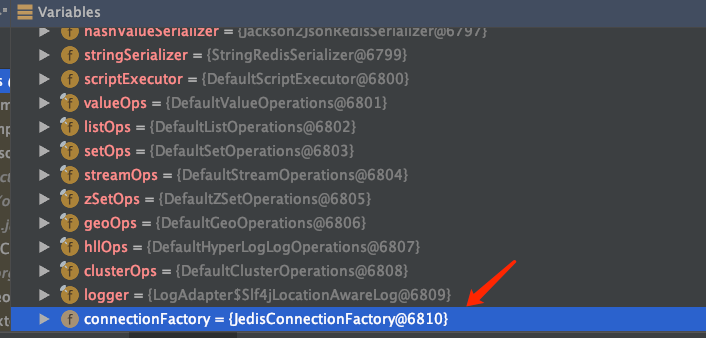 Variables
hashValueSerializer = {Jackson2JsonRedisSerializer@6797}
stringSerializer = {StringRedisSerializer@6799}
scriptExecutor = {DefaultScriptExecutor@6800}
valueOps = {DefaultValueOperations@6801}
listOps = {DefaultListOperations@6802}
setOps = {DefaultSetOperations@6803}
streamOps = {DefaultStreamOperations@6804}
zSetOps = {DefaultZSetOperations@6805}
geoOps = {DefaultGeoOperations@6806}
hllOps = {DefaultHyperLogLogOperations@6807}
clusterOps = {DefaultClusterOperations@6808}
logger = {LogAdapter$Slf4jLocationAwareLog@6809}
connectionFactory = {JedisConnectionFactory@6810}